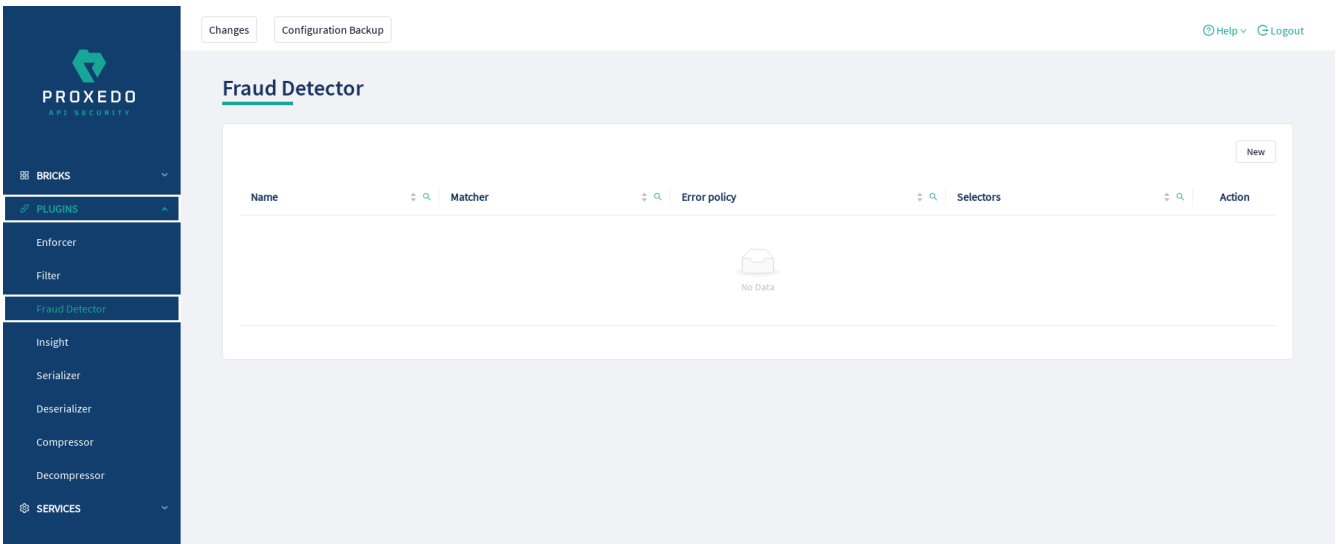 Changes Configuration Backup Help Logout
PROXEDO
API SECURITY
BRICKS
PLUGINS
Enforcer
Filter
Fraud Detector
Insight
Serializer
Deserializer
Compressor
Decompressor
SERVICES
Fraud Detector
New
Name Matcher Error policy Selectors Action
No Data